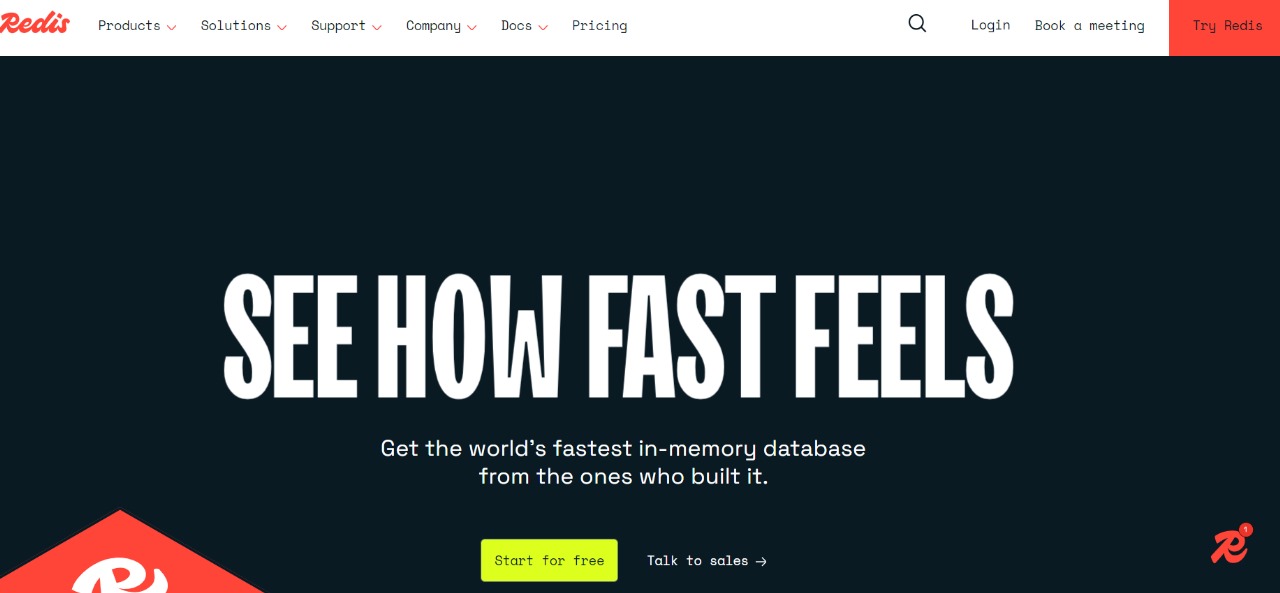 Redis Products Solutions Support Company Docs Pricing Login Book a meeting Try Redis
SEE HOW FAST FEELS
Get the world's fastest in-memory database
from the ones who built it.
Start for free Talk to sales →
R 1
R